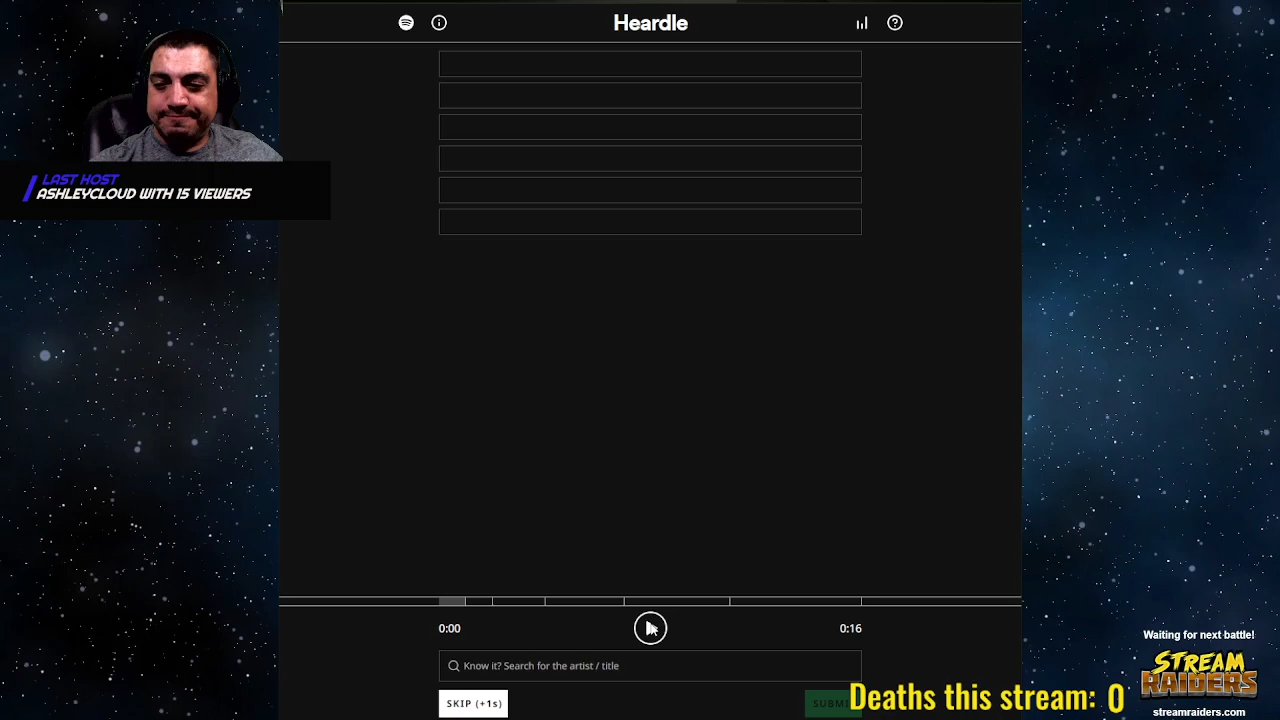 Heardle
LAST HOST
ASHLEYCLOUD WITH 15 VIEWERS
0:00
0:16
Know it? Search for the artist / title
SKIP (+1s)
Deaths this stream: 0
Waiting for next battle!
STREAM
RAIDERS
streamraiders.com